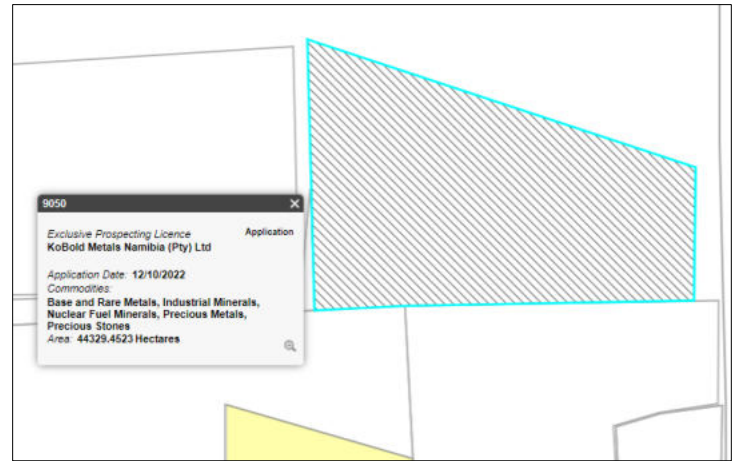 9050
Exclusive Prospecting Licence Application
KoBold Metals Namibia (Pty) Ltd
Application Date: 12/10/2022
Commodities:
Base and Rare Metals, Industrial Minerals,
Nuclear Fuel Minerals, Precious Metals,
Precious Stones
Area: 44329.4523 Hectares